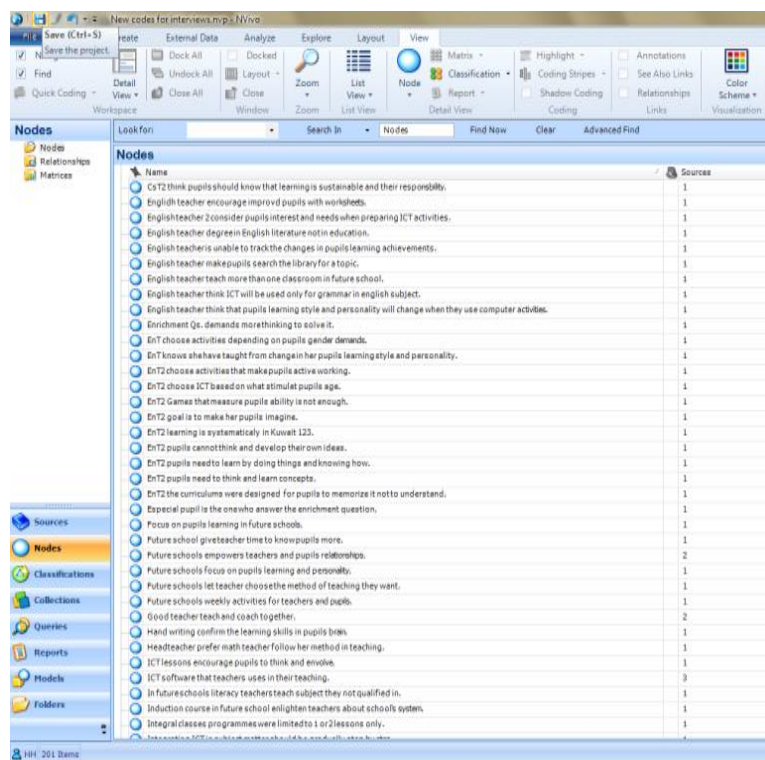 New codes for interviews.nvp - NVivo
File
Save (Ctrl+S)
Save the project.
Create External Data Analyze Explore Layout View
Find
Quick Coding
Detail View
Workspace
Dock All
Undock All
Close All
Docked
Layout
Close
Window
Zoom
Zoom
List View
List View
Node
Matrix
Classification
Report
Detail View
Highlight
Coding Stripes
Shadow Coding
Coding
Annotations
See Also Links
Relationships
Links
Color Scheme
Visualization
Nodes
Nodes
Relationships
Matrices
Look for: Search In Nodes Find Now Clear Advanced Find
Nodes
Name Sources
CsT2 think pupils should know that learning is sustainable and their responsbility. 1
Englidh teacher encourage improvd pupils with worksheets. 1
English teacher 2 consider pupils interest and needs when preparing ICT activities. 1
English teacher degree in English literature not in education. 1
English teacher is unable to track the changes in pupils learning achievements. 1
English teacher make pupils search the library for a topic. 1
English teacher teach more than one classroom in future school. 1
English teacher think ICT will be used only for grammar in english subject. 1
English teacher think that pupils learning style and personality will change when they use computer activities. 1
Enrichment Qs. demands more thinking to solve it. 1
EnT choose activities depending on pupils gender demands. 1
EnT knows she have taught from change in her pupils learning style and personality. 1
EnT2 choose activities that make pupils active working. 1
EnT2 choose ICT based on what stimulat pupils age. 1
EnT2 Games that measure pupils ability is not enough. 1
EnT2 goal is to make her pupils imagine. 1
EnT2 learning is systematicaly in Kuwait 123. 1
EnT2 pupils cannot think and develop their own ideas. 1
EnT2 pupils need to learn by doing things and knowing how. 1
EnT2 pupils need to think and learn concepts. 1
EnT2 the curriculums were designed for pupils to memorize it not to understand. 1
Especial pupil is the one who answer the enrichment question. 1
Focus on pupils learning in future schools. 1
Future school give teacher time to know pupils more. 1
Future schools empowers teachers and pupils relationships. 2
Future schools focus on pupils learning and personality. 1
Future schools let teacher choose the method of teaching they want. 1
Future schools weekly activities for teachers and pupils. 1
Good teacher teach and coach together. 2
Hand writing confirm the learning skills in pupils brain. 1
Headteacher prefer math teacher follow her method in teaching. 1
ICT lessons encourage pupils to think and envolve. 1
ICT software that teachers uses in their teaching. 3
In future schools literacy teachers teach subject they not qualified in. 1
Induction course in future school enlighten teachers about school's system. 1
Integral classes programmes were limited to 1 or 2 lessons only. 1
Sources
Nodes
Classifications
Collections
Queries
Reports
Models
Folders
HH 201 Items